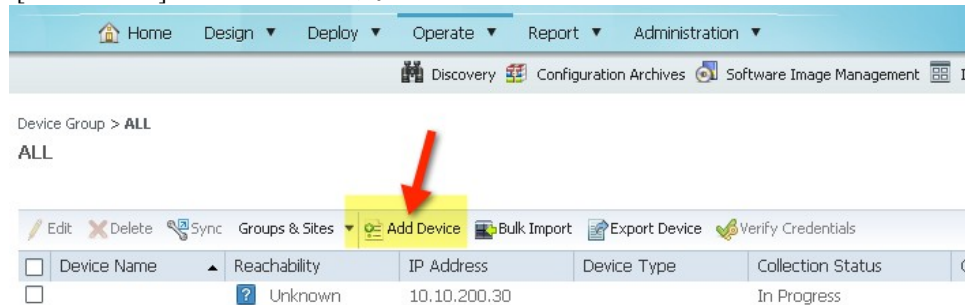 Home Design Deploy Operate Report Administration
Discovery Configuration Archives Software Image Management
Device Group > ALL
ALL
Edit Delete Sync Groups & Sites Add Device Bulk Import Export Device Verify Credentials
Device Name Reachability IP Address Device Type Collection Status
Unknown 10.10.200.30 In Progress